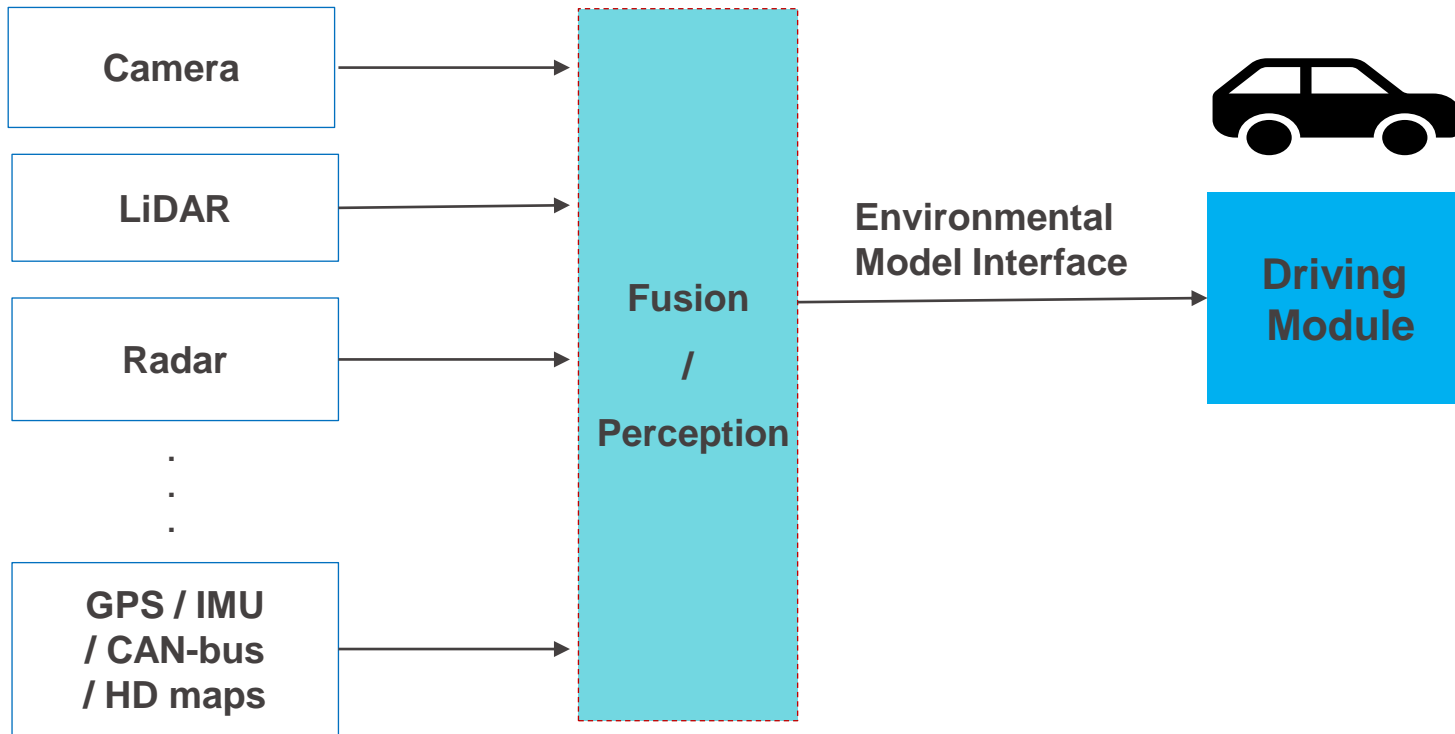 Camera
LiDAR
Radar
.
.
.
GPS / IMU
/ CAN-bus
/ HD maps
Fusion
/
Perception
Environmental
Model Interface
Driving
Module